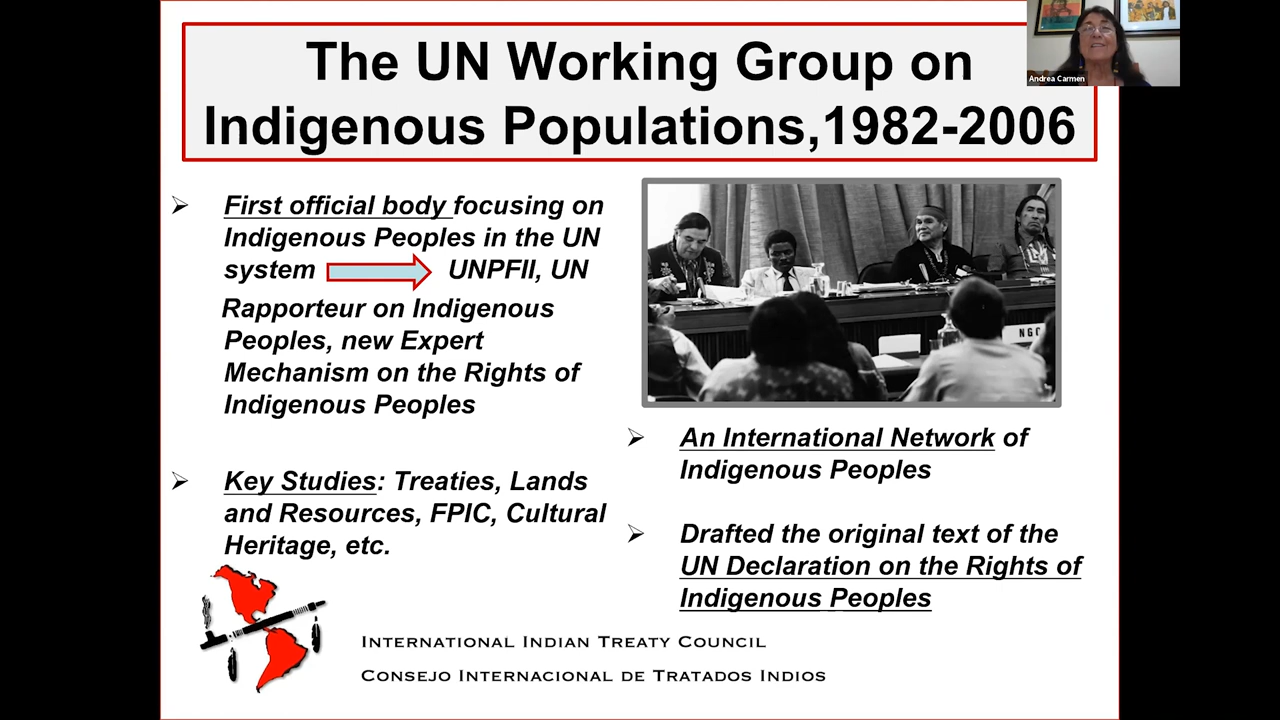 The UN Working Group on
Indigenous Populations,1982-2006
Andrea Carmen
➢ First official body focusing on
Indigenous Peoples in the UN
system UNPFII, UN
Rapporteur on Indigenous
Peoples, new Expert
Mechanism on the Rights of
Indigenous Peoples
➢ Key Studies: Treaties, Lands
and Resources, FPIC, Cultural
Heritage, etc.
NGO
➢ An International Network of
Indigenous Peoples
➢ Drafted the original text of the
UN Declaration on the Rights of
Indigenous Peoples
International Indian Treaty Council
Consejo Internacional de Tratados Indios